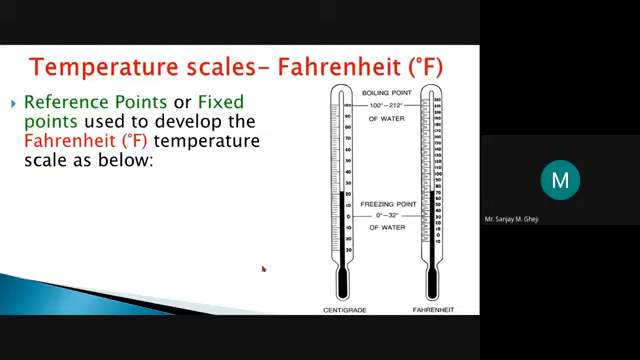 Temperature scales– Fahrenheit (°F)
Reference Points or Fixed
points used to develop the
Fahrenheit (°F) temperature
scale as below:
BOILING POINT
100°–212°
OF WATER
FREEZING POINT
0°–32°
OF WATER
CENTIGRADE
FAHRENHEIT
M
Mr. Sanjay M. Gheji